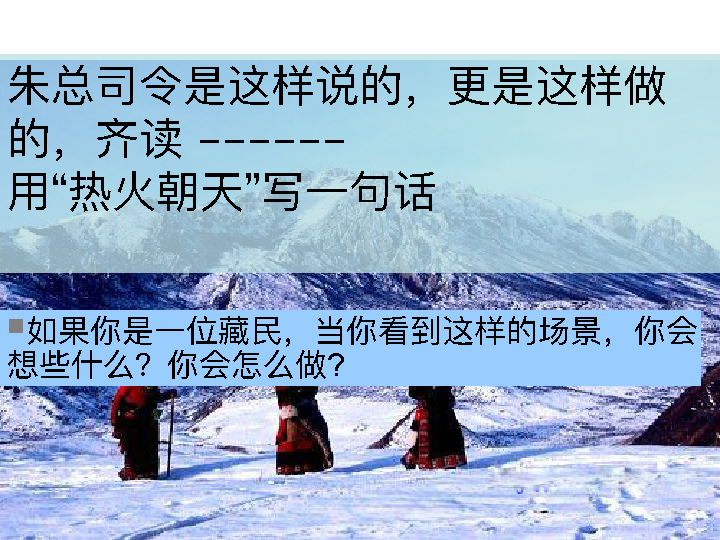 朱总司令是这样说的，更是这样做
的，齐读 ------
用“热火朝天”写一句话
如果你是一位藏民，当你看到这样的场景，你会
想些什么？你会怎么做?